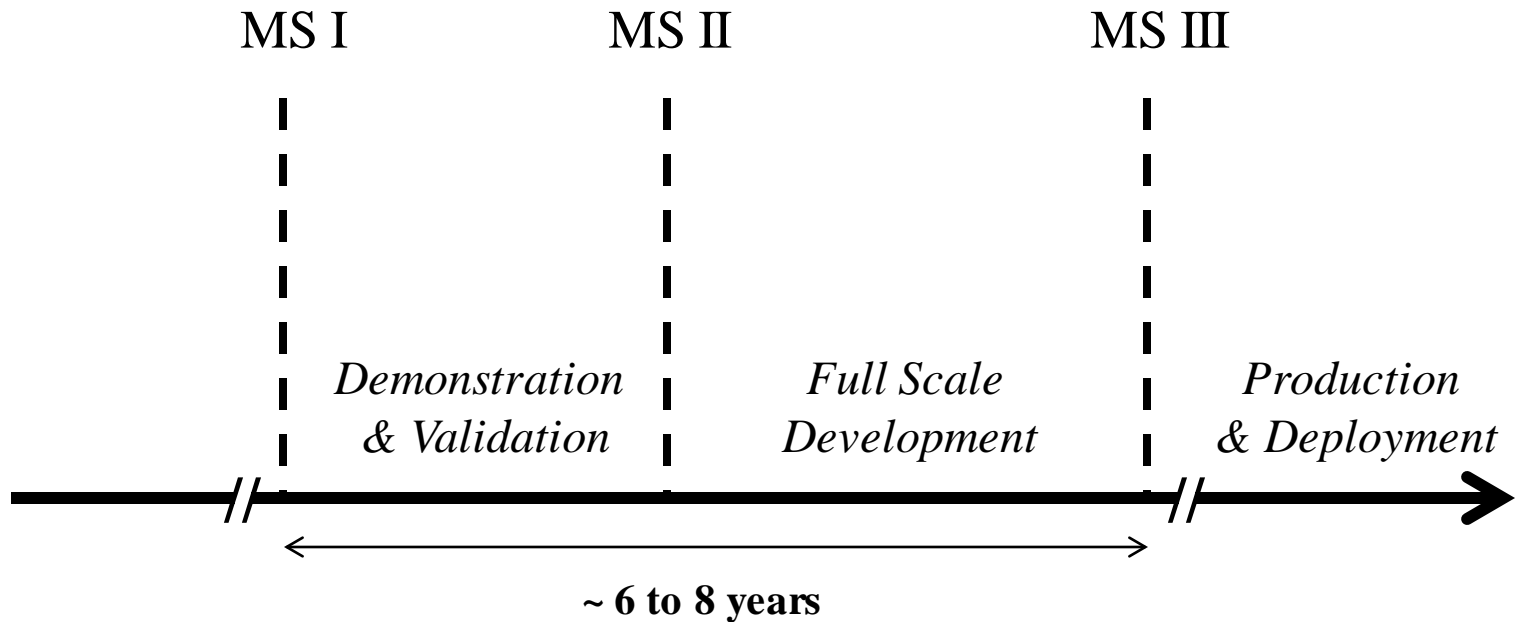 MS I
MS II
MS III
Demonstration
& Validation
Full Scale
Development
Production
& Deployment
~ 6 to 8 years